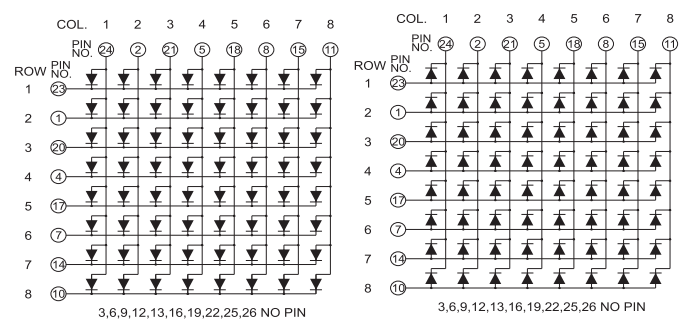 COL. 1 2 3 4 5 6 7 8
PIN NO. 24 2 21 5 18 8 15 11
ROW PIN NO.
1 23
2 1
3 20
4 4
5 17
6 7
7 14
8 10
3,6,9,12,13,16,19,22,25,26 NO PIN
COL. 1 2 3 4 5 6 7 8
PIN NO. 24 2 21 5 18 8 15 11
ROW PIN NO.
1 23
2 1
3 20
4 4
5 17
6 7
7 14
8 10
3,6,9,12,13,16,19,22,25,26 NO PIN